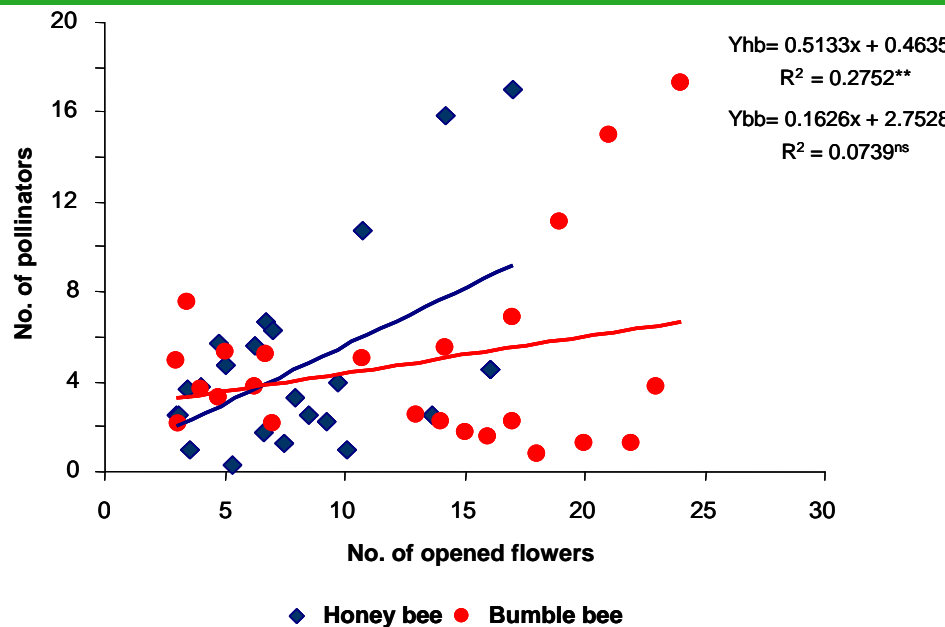 20
16
12
8
4
0
No. of pollinators
0 5 10 15 20 25 30
No. of opened flowers
Yhb= 0.5133x + 0.4635
R² = 0.2752**
Ybb= 0.1626x + 2.7528
R² = 0.0739ⁿˢ
Honey bee Bumble bee